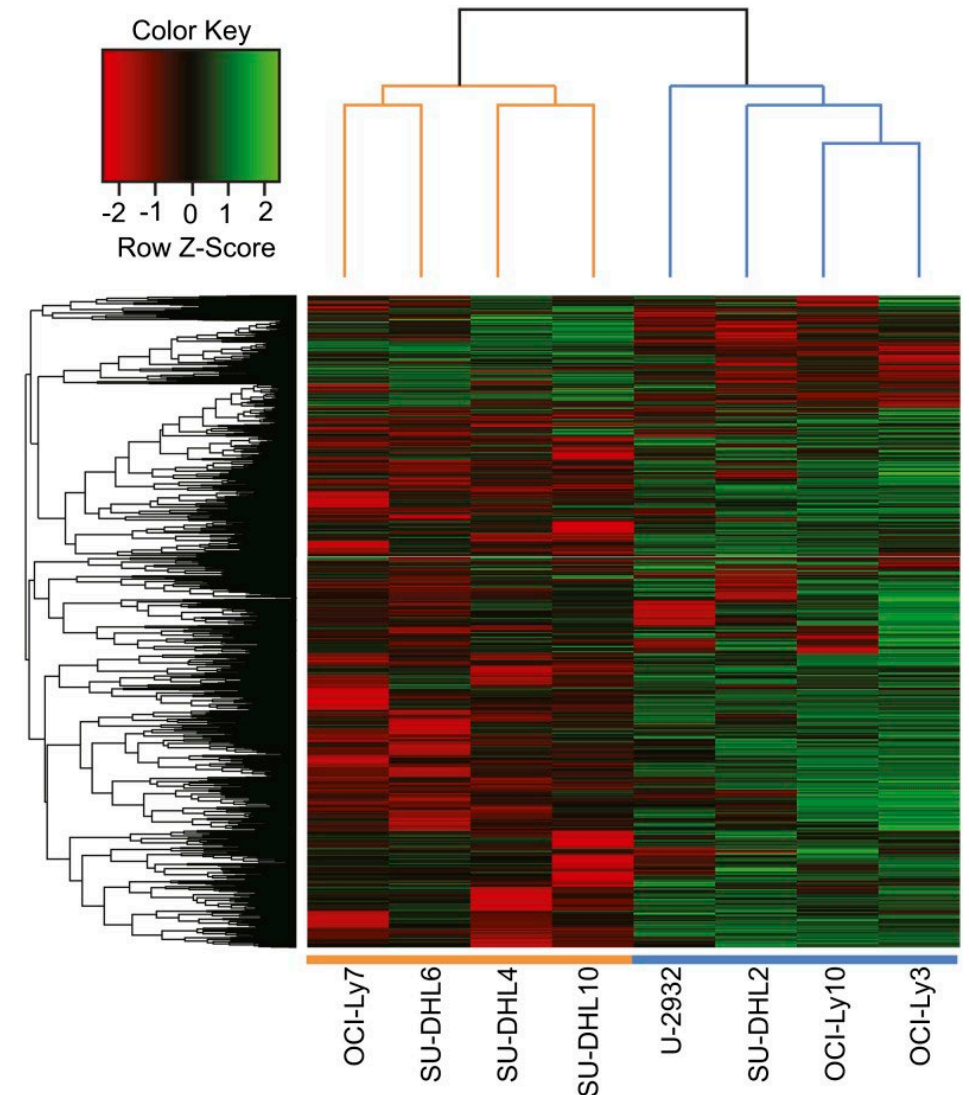 Color Key
-2 -1 0 1 2
Row Z-Score
OCI-Ly7
SU-DHL6
SU-DHL4
SU-DHL10
U-2932
SU-DHL2
OCI-Ly10
OCI-Ly3